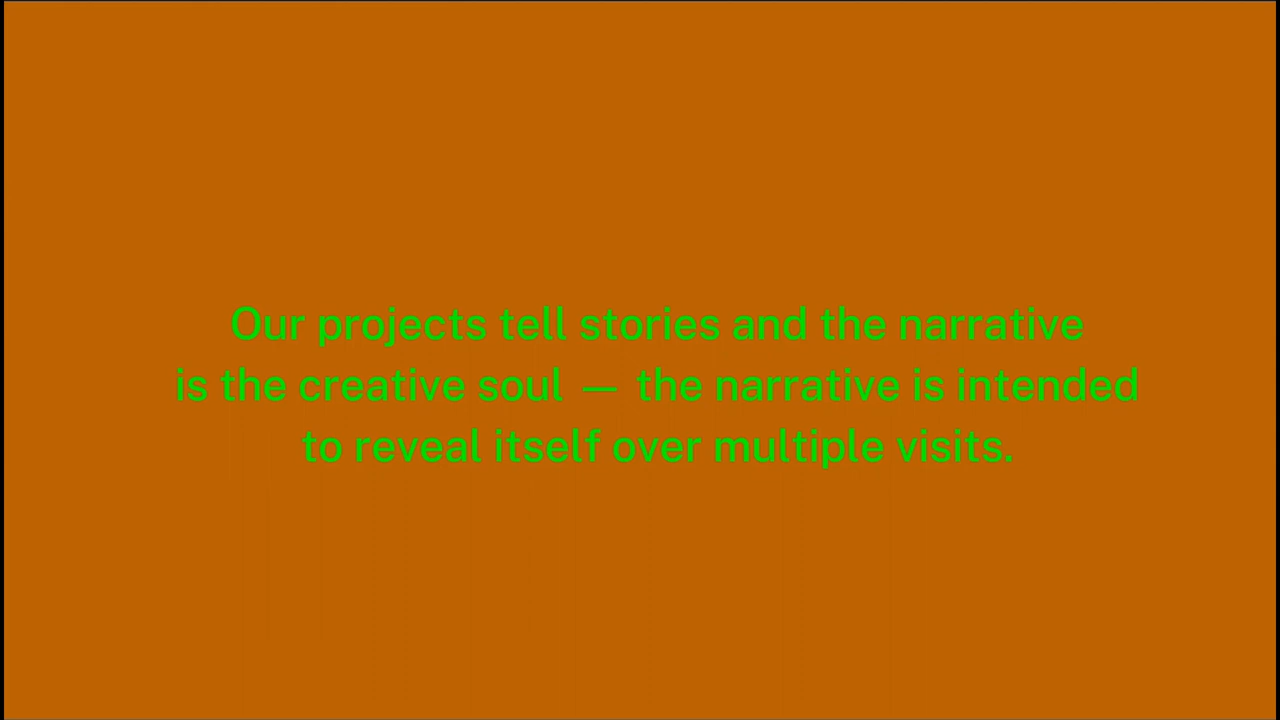 Our projects tell stories and the narrative
is the creative soul — the narrative is intended
to reveal itself over multiple visits.